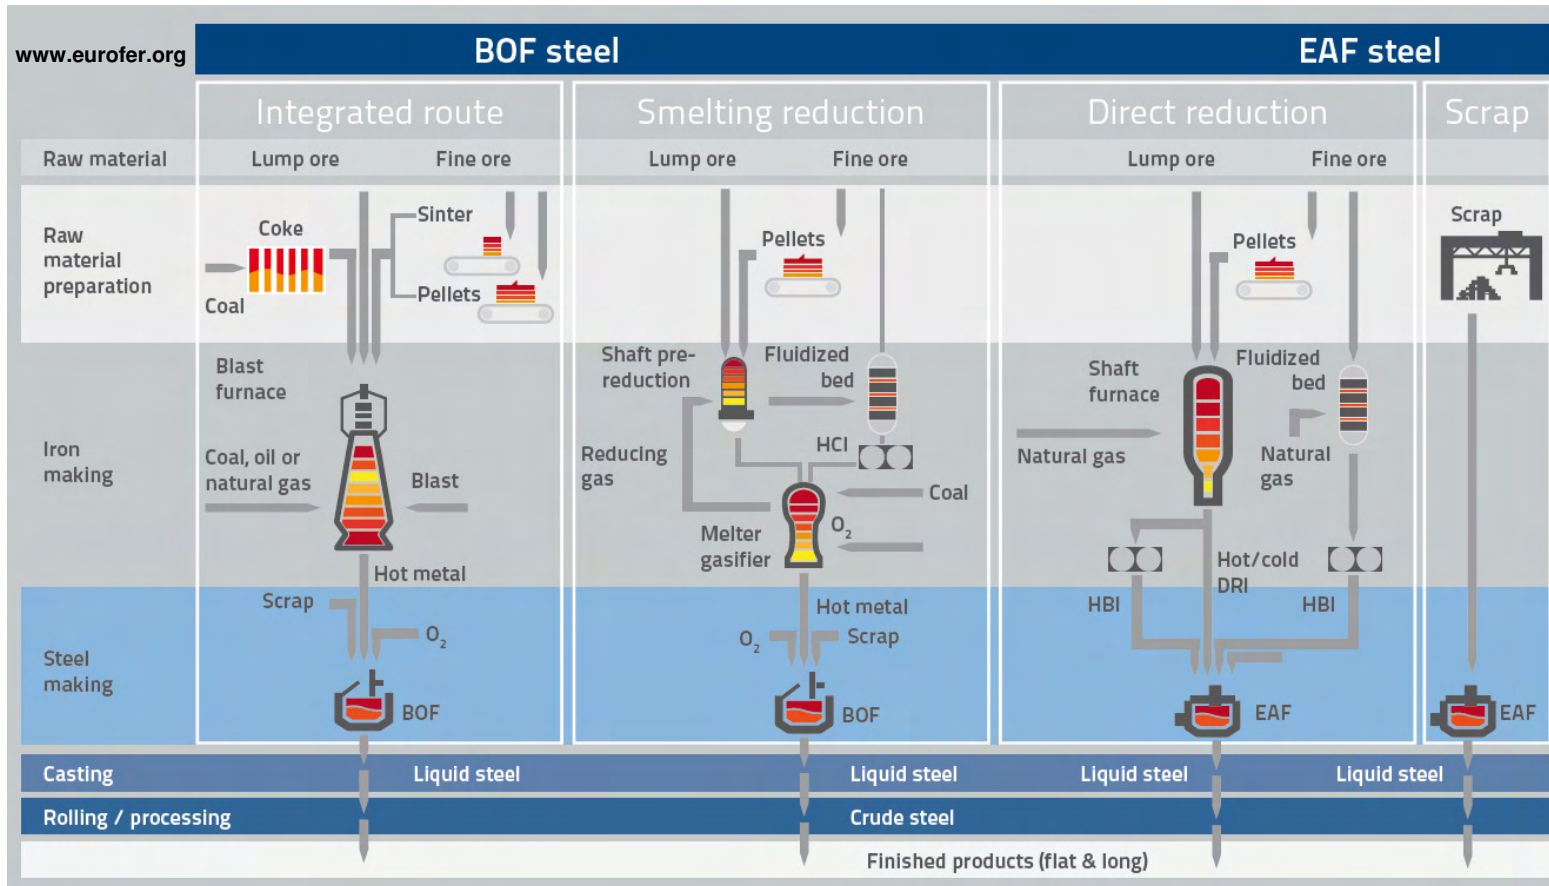 www.eurofer.org
BOF steel
EAF steel
Integrated route
Smelting reduction
Direct reduction
Scrap
Raw material
Lump ore
Fine ore
Lump ore
Fine ore
Lump ore
Fine ore
Raw
material
preparation
Coke
Coal
Sinter
Pellets
Pellets
Pellets
Scrap
Iron
making
Blast
furnace
Coal, oil or
natural gas
Blast
Hot metal
Shaft pre-
reduction
Fluidized
bed
Reducing
gas
HCI
Coal
O2
Melter
gasifier
Shaft
furnace
Natural gas
Fluidized
bed
Natural
gas
Hot/cold
DRI
Steel
making
Scrap
O2
BOF
Hot metal
O2
Scrap
BOF
HBI
HBI
EAF
EAF
Casting
Liquid steel
Liquid steel
Liquid steel
Liquid steel
Rolling / processing
Crude steel
Finished products (flat & long)